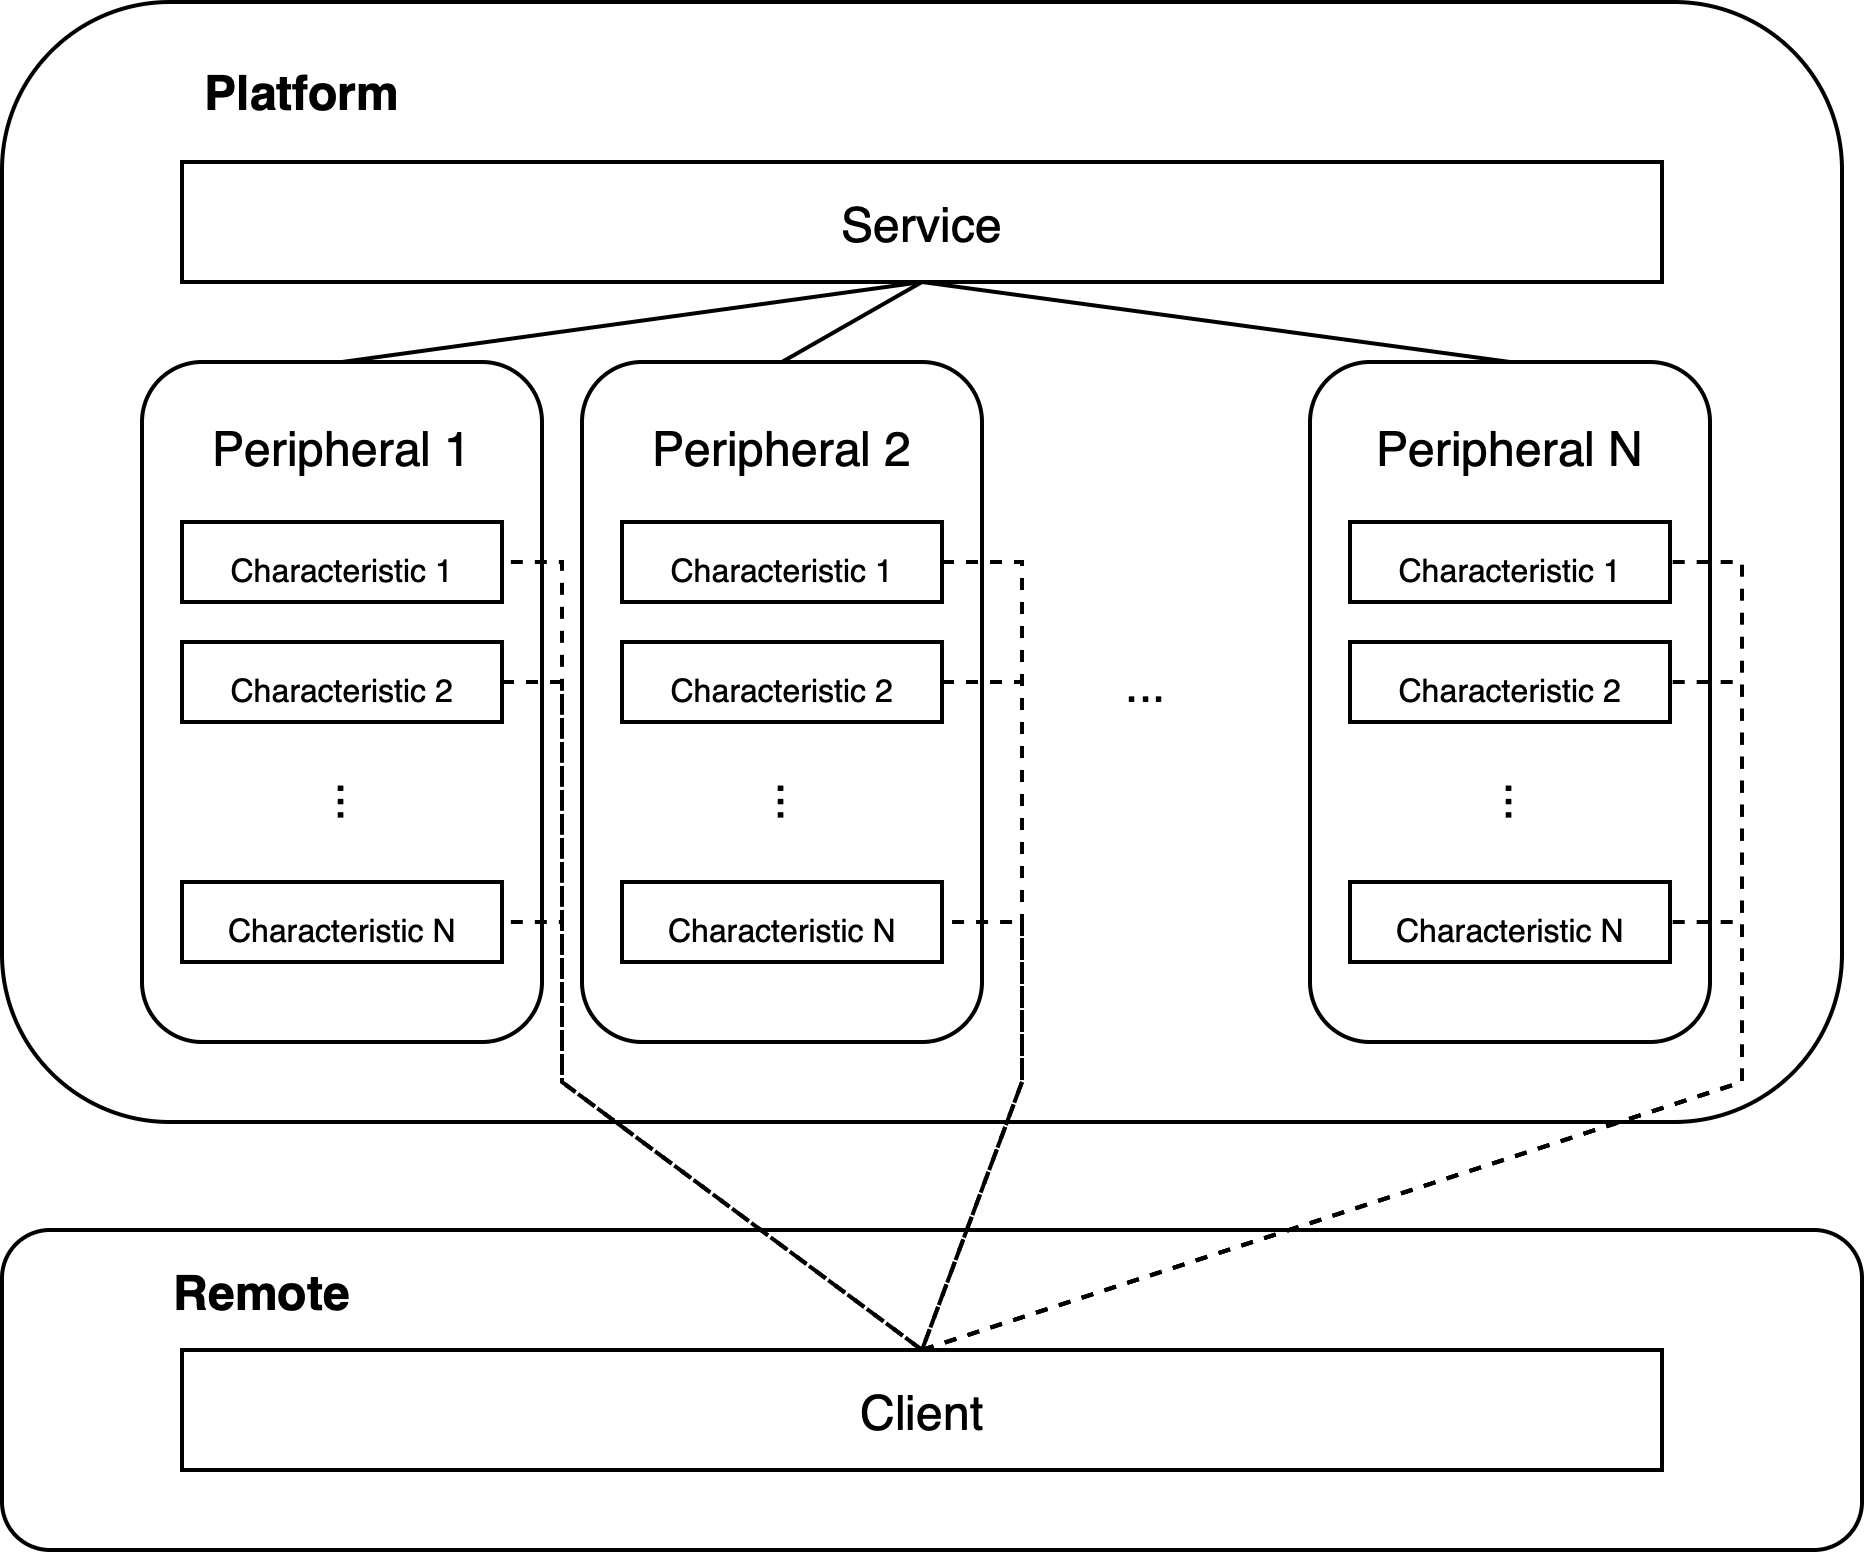 Platform
Service
Peripheral 1
Characteristic 1
Characteristic 2
⋮
Characteristic N
Peripheral 2
Characteristic 1
Characteristic 2
⋮
Characteristic N
...
Peripheral N
Characteristic 1
Characteristic 2
⋮
Characteristic N
Remote
Client